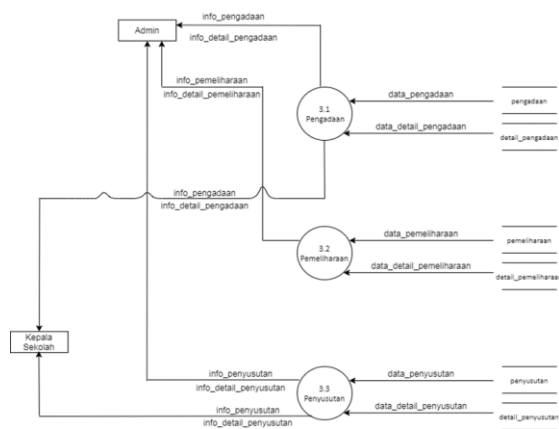 info_pengadaan
Admin
info_detail_pengadaan
info_pemeliharaan
info_detail_pemeliharaan
3.1
Pengadaan
data_pengadaan
pengadaan
data_detail_pengadaan
detail_pengadaan
info_pengadaan
info_detail_pengadaan
3.2
Pemeliharaan
data_pemeliharaan
pemeliharaan
data_detail_pemeliharaan
detail_pemeliharaan
Kepala
Sekolah
info_penyusutan
info_detail_penyusutan
3.3
Penyusutan
data_penyusutan
penyusutan
data_detail_penyusutan
detail_penyusutan
info_penyusutan
info_detail_penyusutan